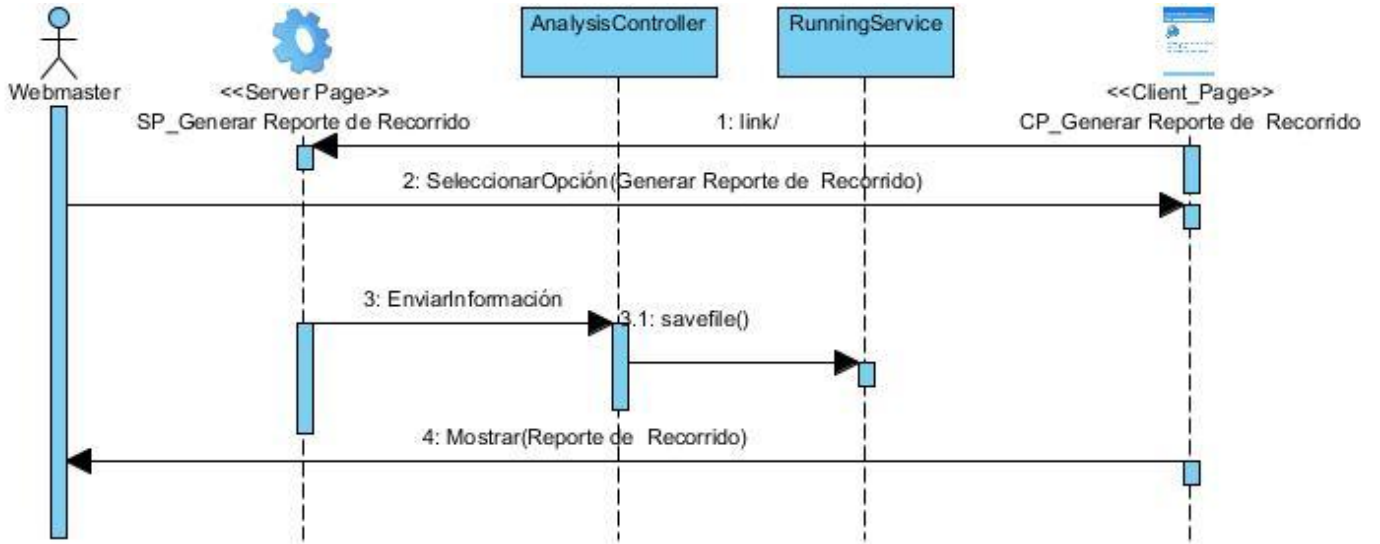 AnalysisController
RunningService
Webmaster
<<Server Page>>
SP_Generar Reporte de Recorrido
<<Client_Page>>
CP_Generar Reporte de Recorrido
1: link/
2: SeleccionarOpción(Generar Reporte de Recorrido)
3: EnviarInformación
3.1: savefile()
4: Mostrar(Reporte de Recorrido)